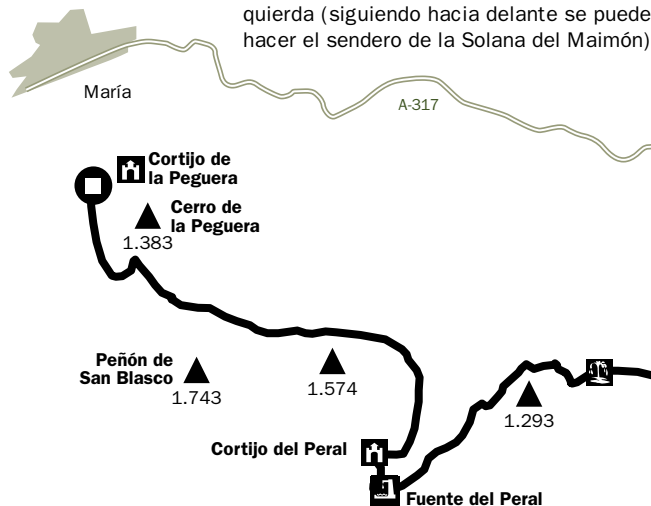 quierda (siguiendo hacia delante se puede
hacer el sendero de la Solana del Maimón)
María
A-317
Cortijo de
la Peguera
Cerro de
la Peguera
1.383
Peñón de
San Blasco
1.743
1.574
1.293
Cortijo del Peral
Fuente del Peral